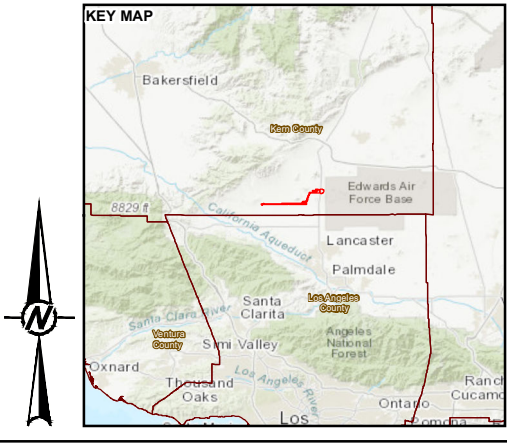 KEY MAP
Bakersfield
Kern County
Edwards Air
Force Base
8829 ft
California Aqueduct
Lancaster
Palmdale
N
Santa
Clarita
Los Angeles
County
Santa Clara River
Ventura
County
Simi Valley
Angeles
National
Forest
Oxnard
Thousand
Oaks
Los Angeles River
Ranch
Cucamo
Ontario
Los
Pomona